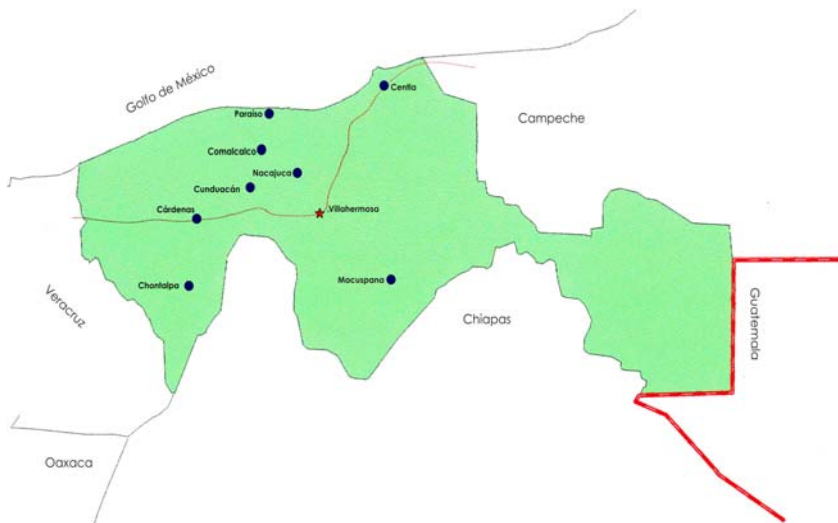 Golfo de México
Centla
Paraíso
Campeche
Comalcalco
Nacajuca
Cunduacán
Cárdenas
Villahermosa
Chontalpa
Macuspana
Veracruz
Chiapas
Guatemala
Oaxaca